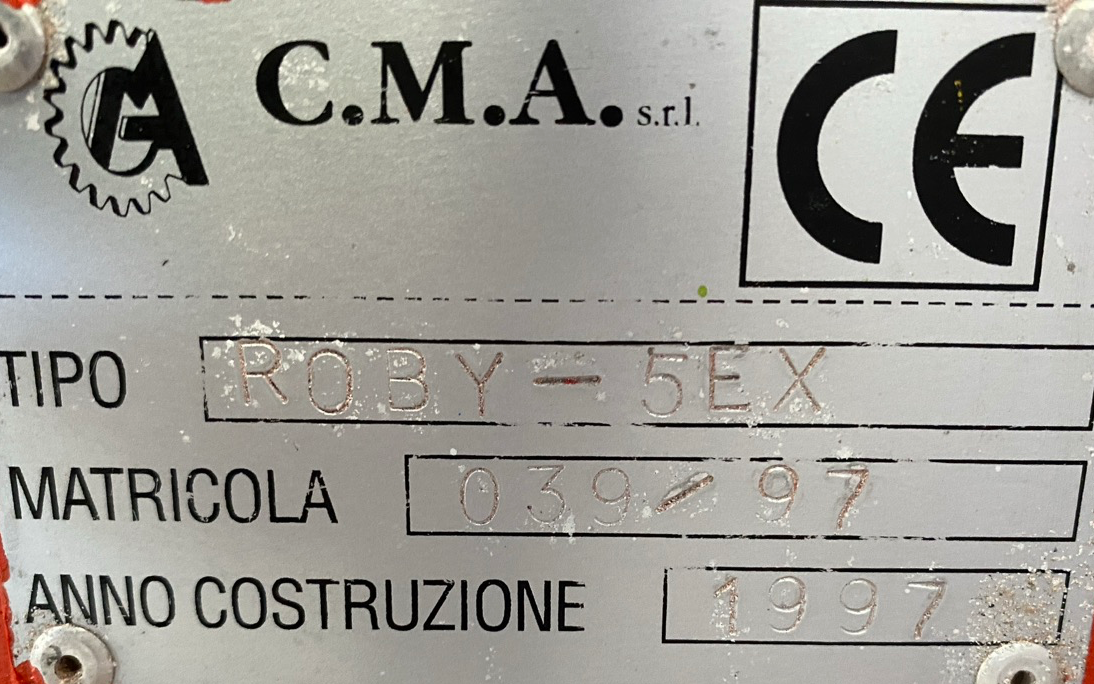 C.M.A. s.r.l. CE
TIPO ROBY-5EX
MATRICOLA 039/97
ANNO COSTRUZIONE 1997